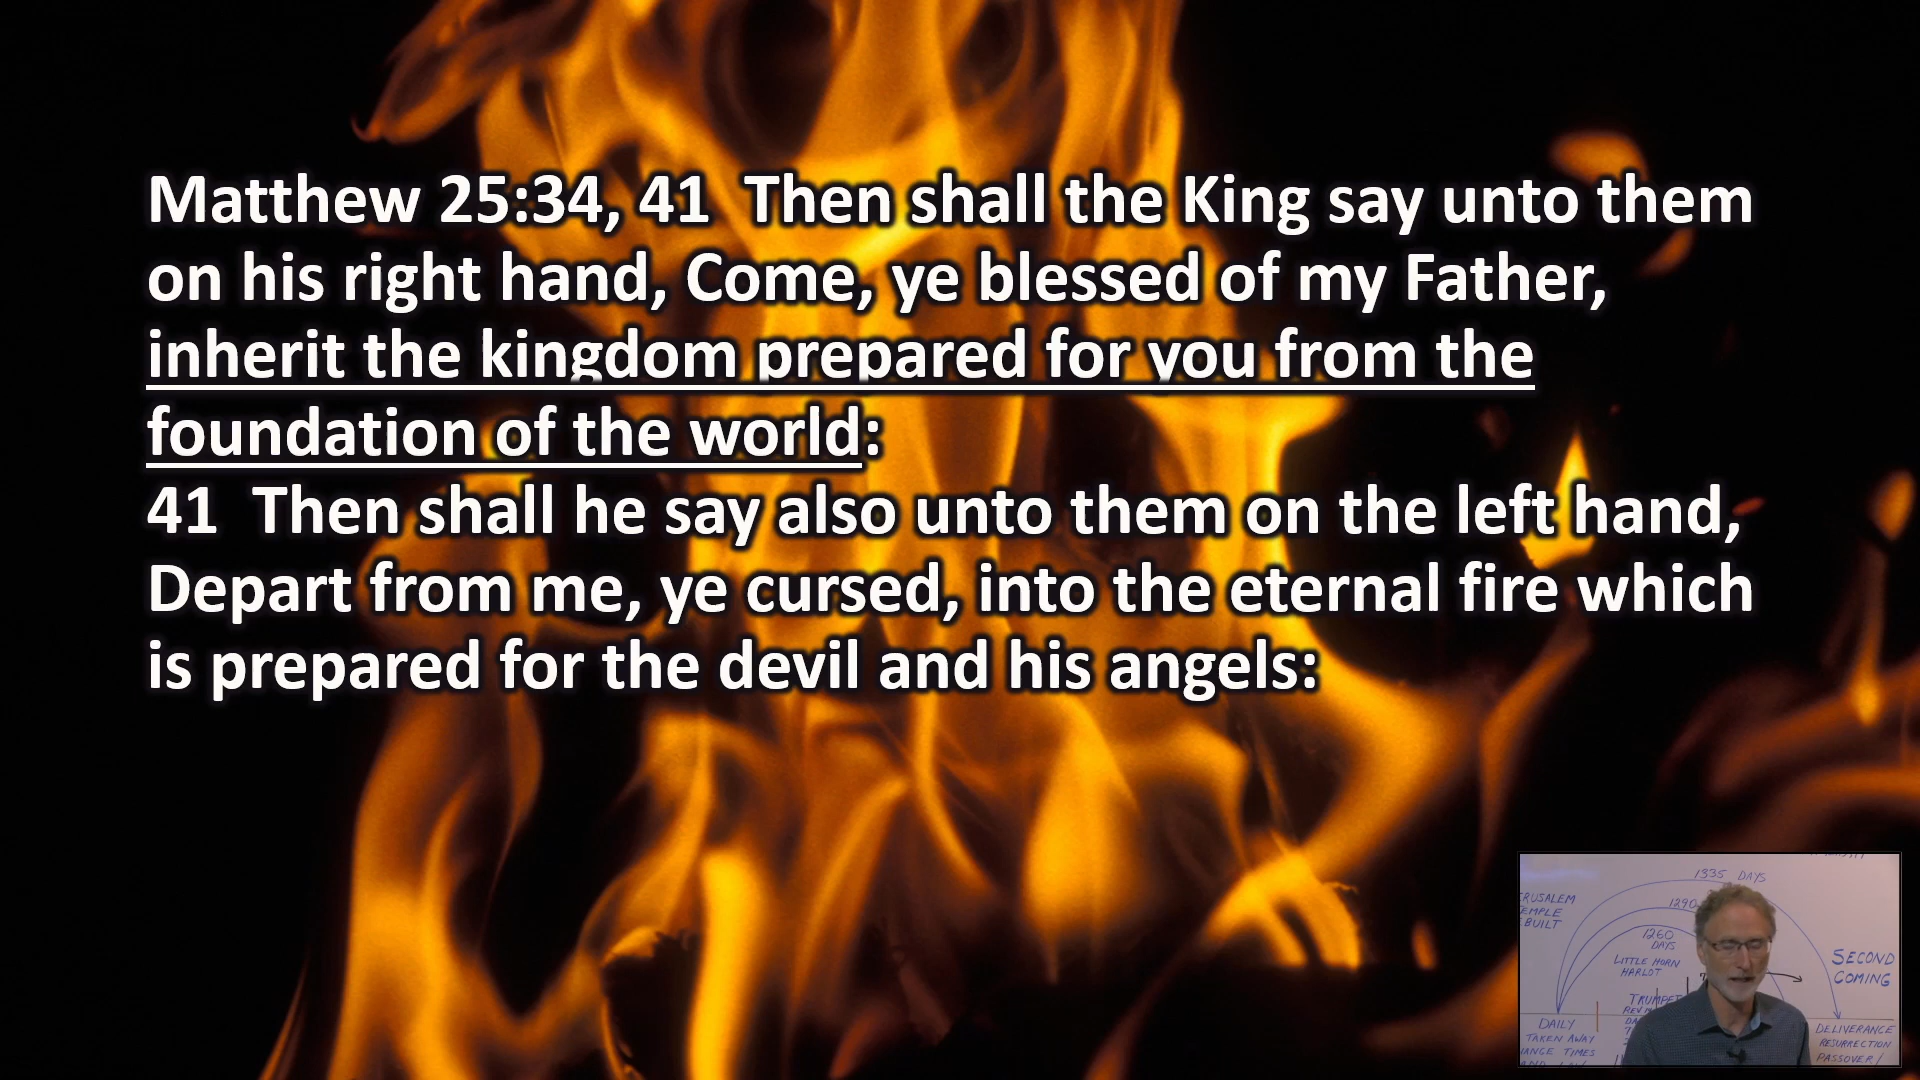 Matthew 25:34, 41  Then shall the King say unto them
on his right hand, Come, ye blessed of my Father,
inherit the kingdom prepared for you from the
foundation of the world:
41  Then shall he say also unto them on the left hand,
Depart from me, ye cursed, into the eternal fire which
is prepared for the devil and his angels:
1335 DAYS
1290
1260
DAYS
LITTLE HORN
HARLOT
SECOND
COMING
DAILY
TAKEN AWAY
DELIVERANCE
RESURRECTION
PASSOVER/